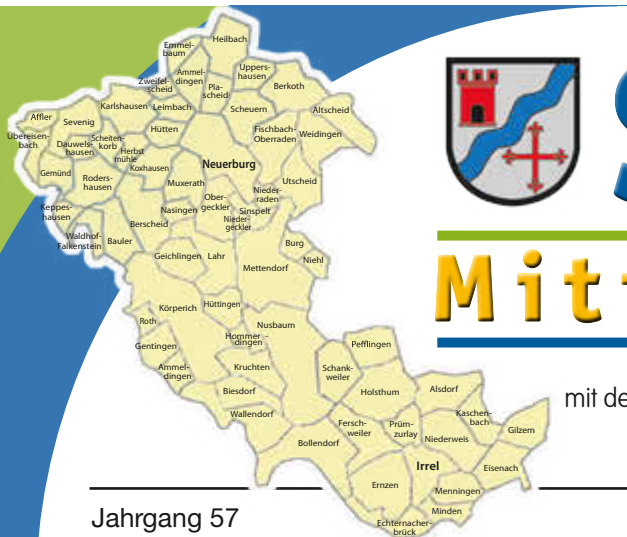 Heilbach
Emmel-
baum
Uppers-
hausen
Ammel-
dingen
Zweifel-
scheid
Pla-
scheid
Berkoth
Karlshausen
Leimbach
Scheuern
Altscheid
Affler
Sevenig
Hütten
Fischbach-
Oberraden
Weidingen
Übereisen-
bach
Dauwels-
hausen
Scheiten-
korb
Herbst
mühle
Koxhausen
Neuerburg
Gemünd
Roders-
hausen
Muxerath
Utscheid
Nieder-
raden
Ober-
geckler
Keppes-
hausen
Nasingen
Sinspelt
Nieder-
geckler
Berscheid
Waldhof-
Falkenstein
Bauler
Burg
Geichlingen
Lahr
Niehl
Mettendorf
Körperich
Hüttingen
Roth
Nusbaum
Hommer-
dingen
Gentingen
Pefflingen
Ammel-
dingen
Kruchten
Schank-
weiler
Biesdorf
Holsthum
Alsdorf
Wallendorf
Kaschen-
bach
Gilzem
Fersch-
weiler
Prüm-
zurlay
Niederweis
Bollendorf
Irrel
Eisenach
Ernzen
Menningen
Minden
Echternacher-
brück
Mit
mit de
Jahrgang 57